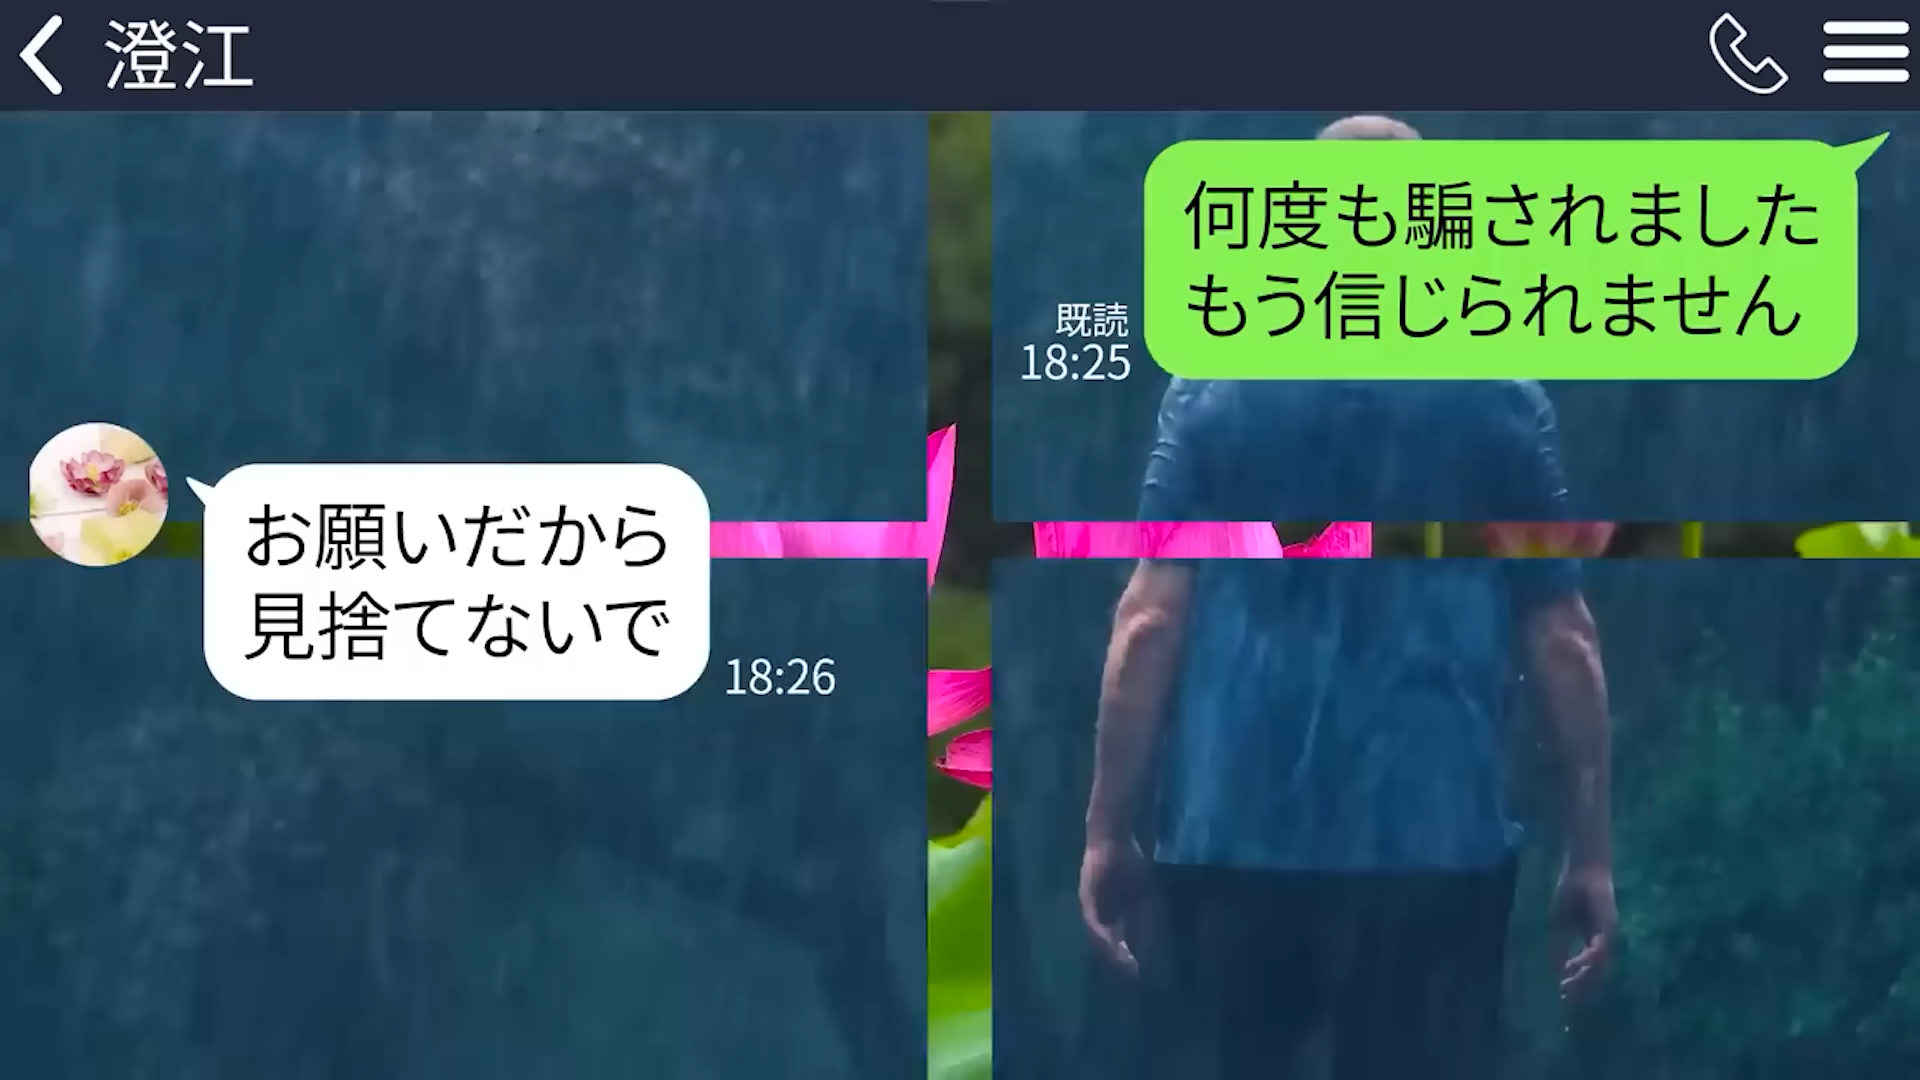 澄江
何度も騙されました
もう信じられません
既読
18:25
お願いだから
見捨てないで
18:26